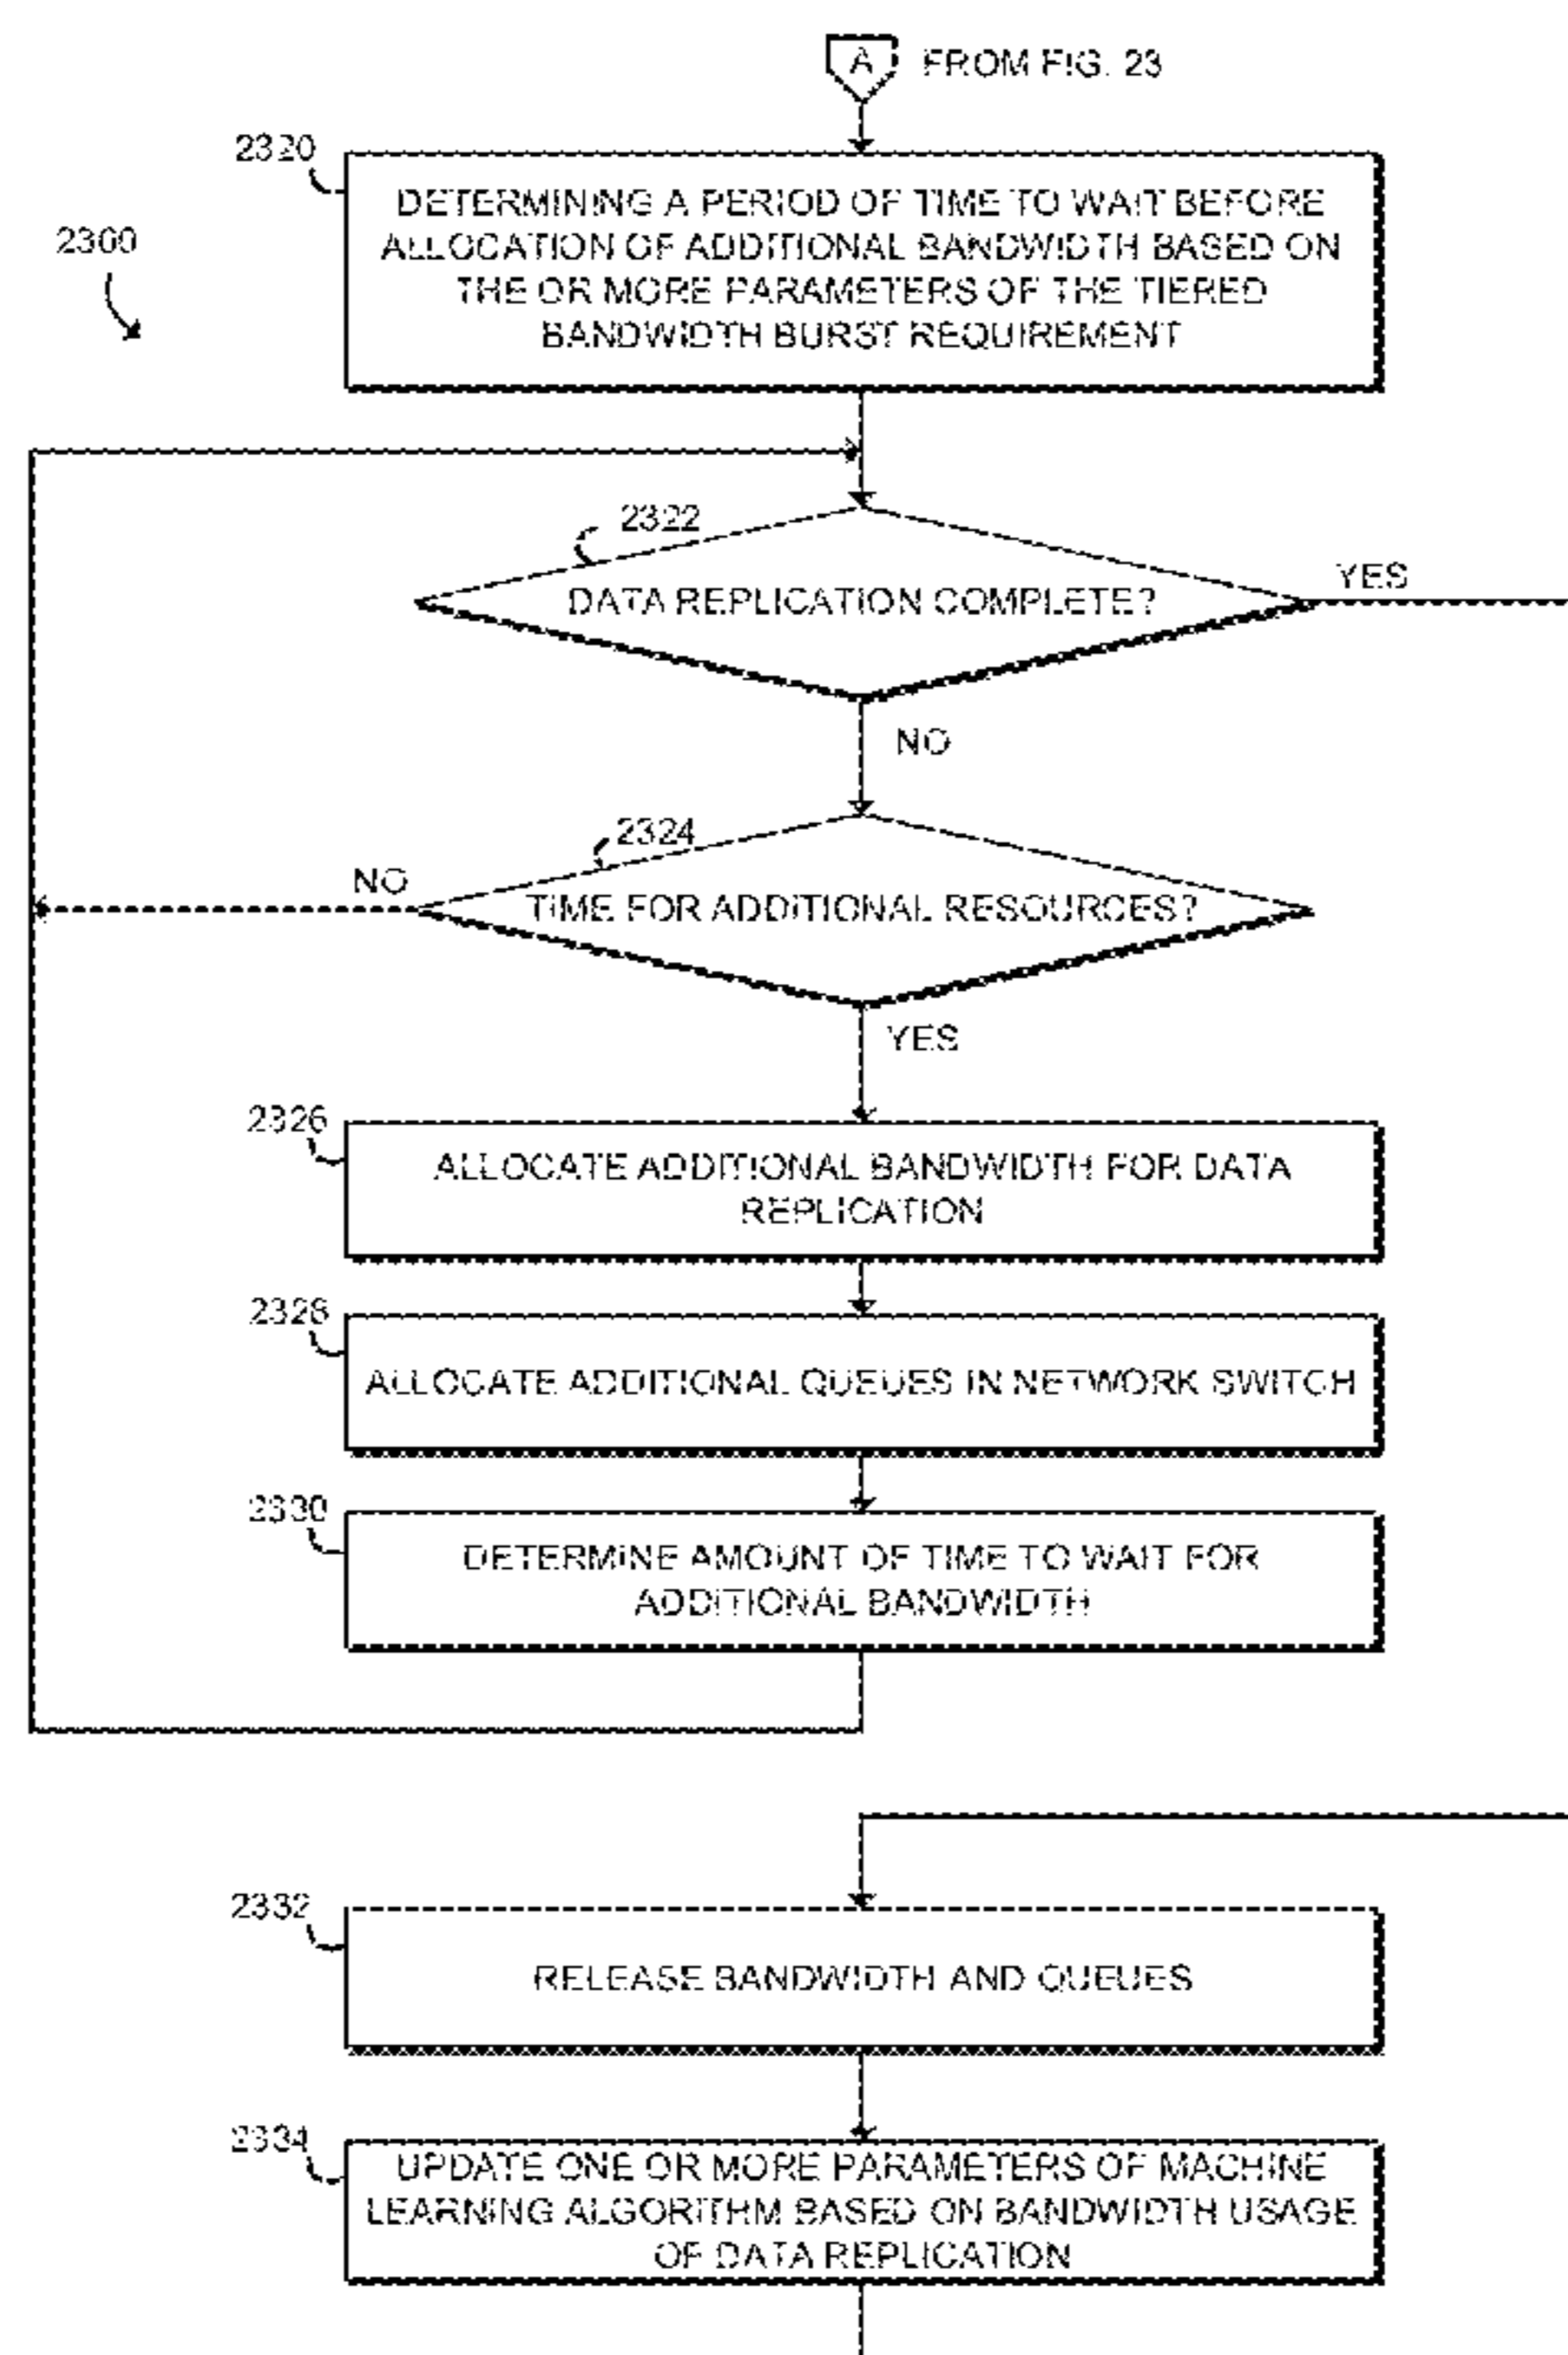 A FROM FIG. 23
2320
DETERMINING A PERIOD OF TIME TO WAIT BEFORE
ALLOCATION OF ADDITIONAL BANDWIDTH BASED ON
THE OR MORE PARAMETERS OF THE TIERED
BANDWIDTH BURST REQUIREMENT
2300
2322
DATA REPLICATION COMPLETE?
YES
NO
2324
TIME FOR ADDITIONAL RESOURCES?
NO
YES
2326
ALLOCATE ADDITIONAL BANDWIDTH FOR DATA
REPLICATION
2328
ALLOCATE ADDITIONAL QUEUES IN NETWORK SWITCH
2330
DETERMINE AMOUNT OF TIME TO WAIT FOR
ADDITIONAL BANDWIDTH
2332
RELEASE BANDWIDTH AND QUEUES
2334
UPDATE ONE OR MORE PARAMETERS OF MACHINE
LEARNING ALGORITHM BASED ON BANDWIDTH USAGE
OF DATA REPLICATION